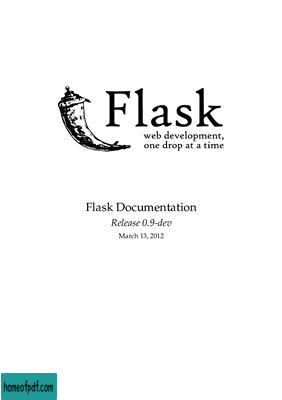 Flask
web development,
one drop at a time
Flask Documentation
Release 0.9-dev
March 13, 2012
homeofpdf.com